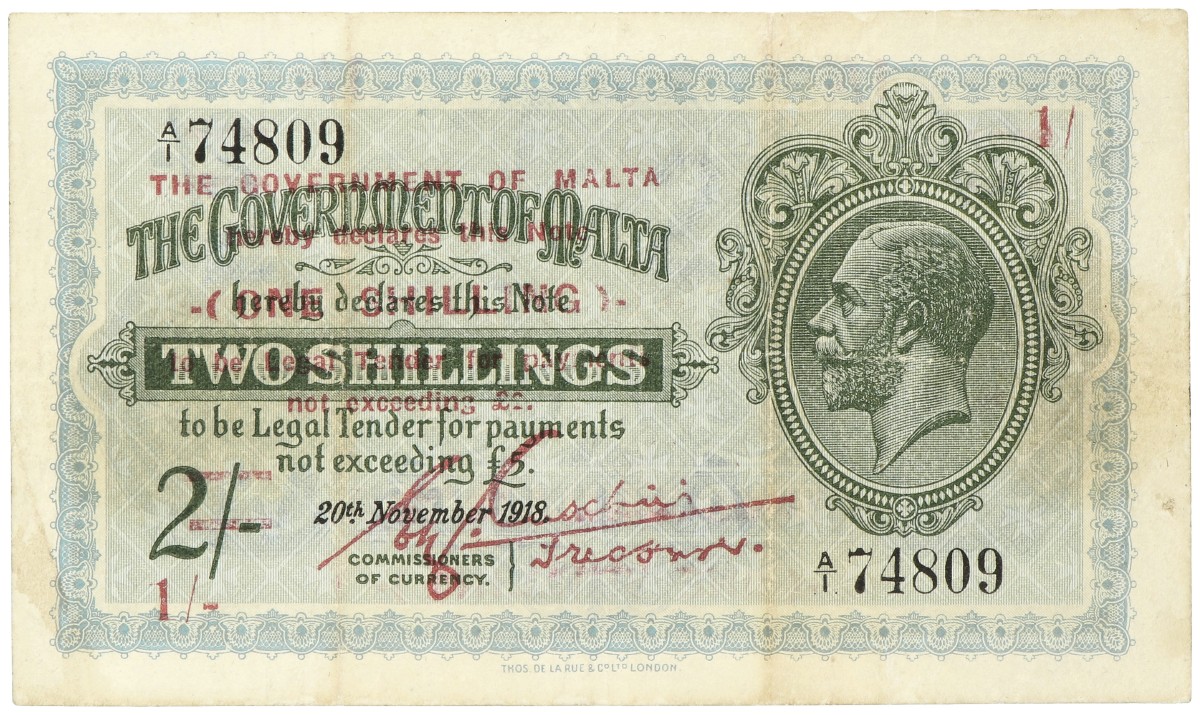 A/1 74809
1/
THE GOVERNMENT OF MALTA
THE GOVERNMENT OF MALTA
hereby declares this Note
hereby declares this Note
-(ONE SHILLING)-
TWO SHILLINGS
to be Legal Tender for payments
not exceeding £2.
to be Legal Tender for payments
not exceeding £5.
2/-
20th November 1918.
COMMISSIONERS
OF CURRENCY.
Treasurer.
1/-
A/1 74809
THOS. DE LA RUE & Co LTD LONDON.